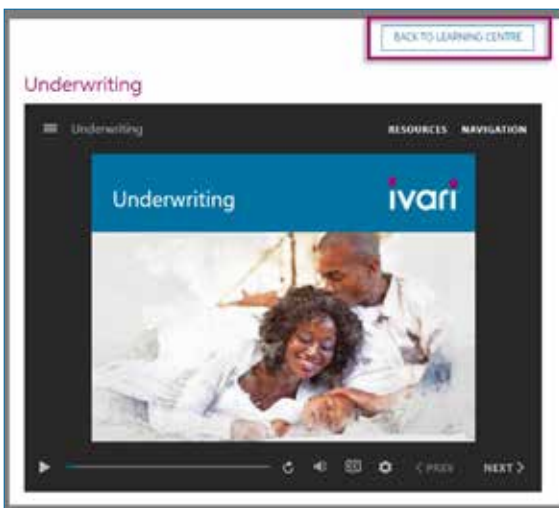 BACK TO LEARNING CENTRE
Underwriting
Underwriting RESOURCES NAVIGATION
Underwriting ivari
< PREV NEXT >